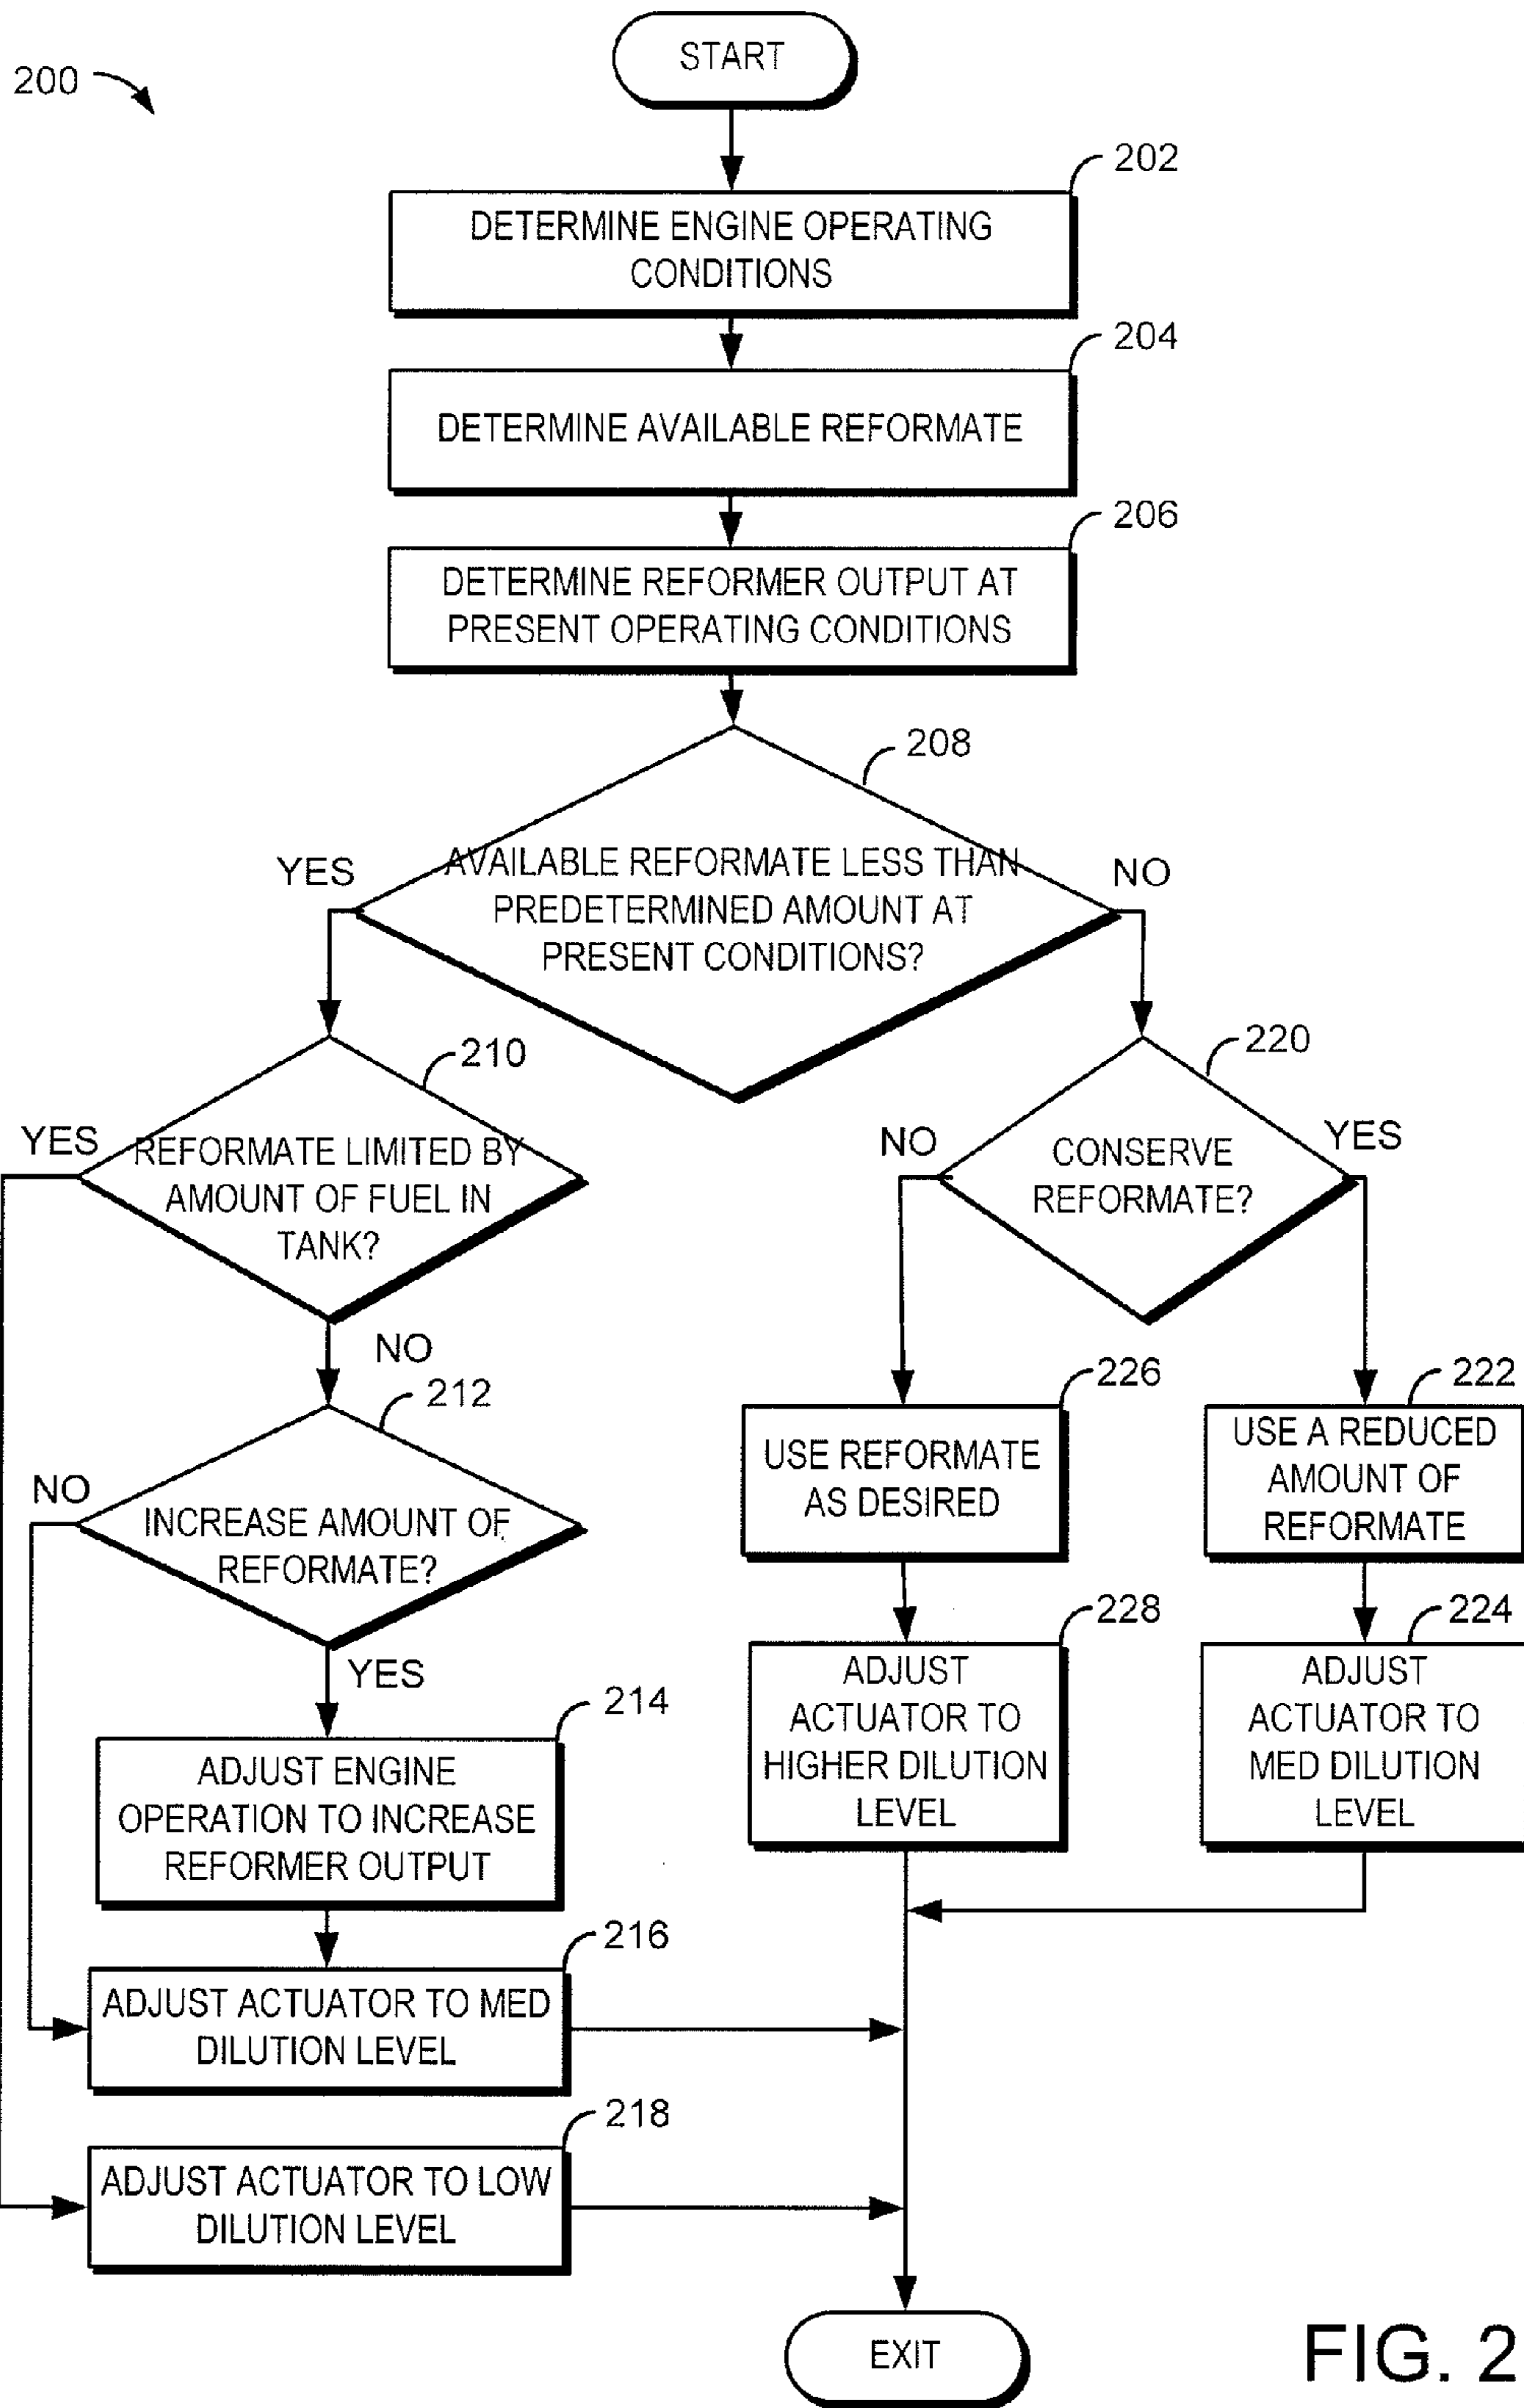 200
START
202
DETERMINE ENGINE OPERATING
CONDITIONS
204
DETERMINE AVAILABLE REFORMATE
206
DETERMINE REFORMER OUTPUT AT
PRESENT OPERATING CONDITIONS
208
YES
AVAILABLE REFORMATE LESS THAN
PREDETERMINED AMOUNT AT
PRESENT CONDITIONS?
NO
210
YES
REFORMATE LIMITED BY
AMOUNT OF FUEL IN
TANK?
NO
220
NO
CONSERVE
REFORMATE?
YES
212
NO
INCREASE AMOUNT OF
REFORMATE?
YES
226
USE REFORMATE
AS DESIRED
222
USE A REDUCED
AMOUNT OF
REFORMATE
214
ADJUST ENGINE
OPERATION TO INCREASE
REFORMER OUTPUT
228
ADJUST
ACTUATOR TO
HIGHER DILUTION
LEVEL
224
ADJUST
ACTUATOR TO
MED DILUTION
LEVEL
216
ADJUST ACTUATOR TO MED
DILUTION LEVEL
218
ADJUST ACTUATOR TO LOW
DILUTION LEVEL
EXIT
FIG. 2